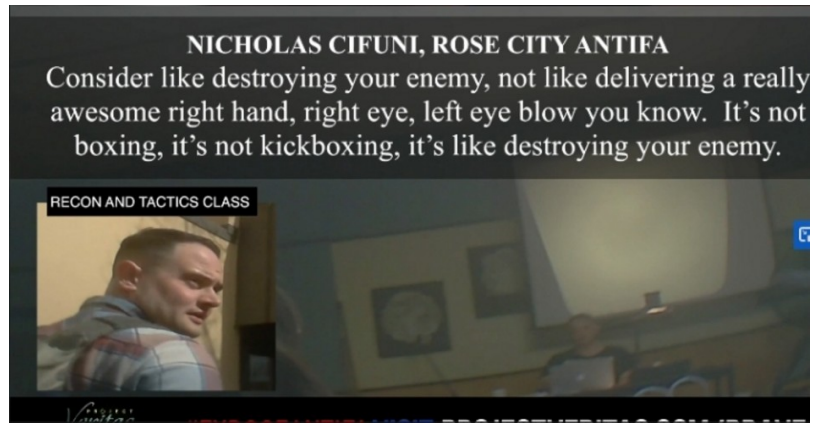 NICHOLAS CIFUNI, ROSE CITY ANTIFA
Consider like destroying your enemy, not like delivering a really
awesome right hand, right eye, left eye blow you know. It's not
boxing, it's not kickboxing, it's like destroying your enemy.
RECON AND TACTICS CLASS
PROJECT
Veritas